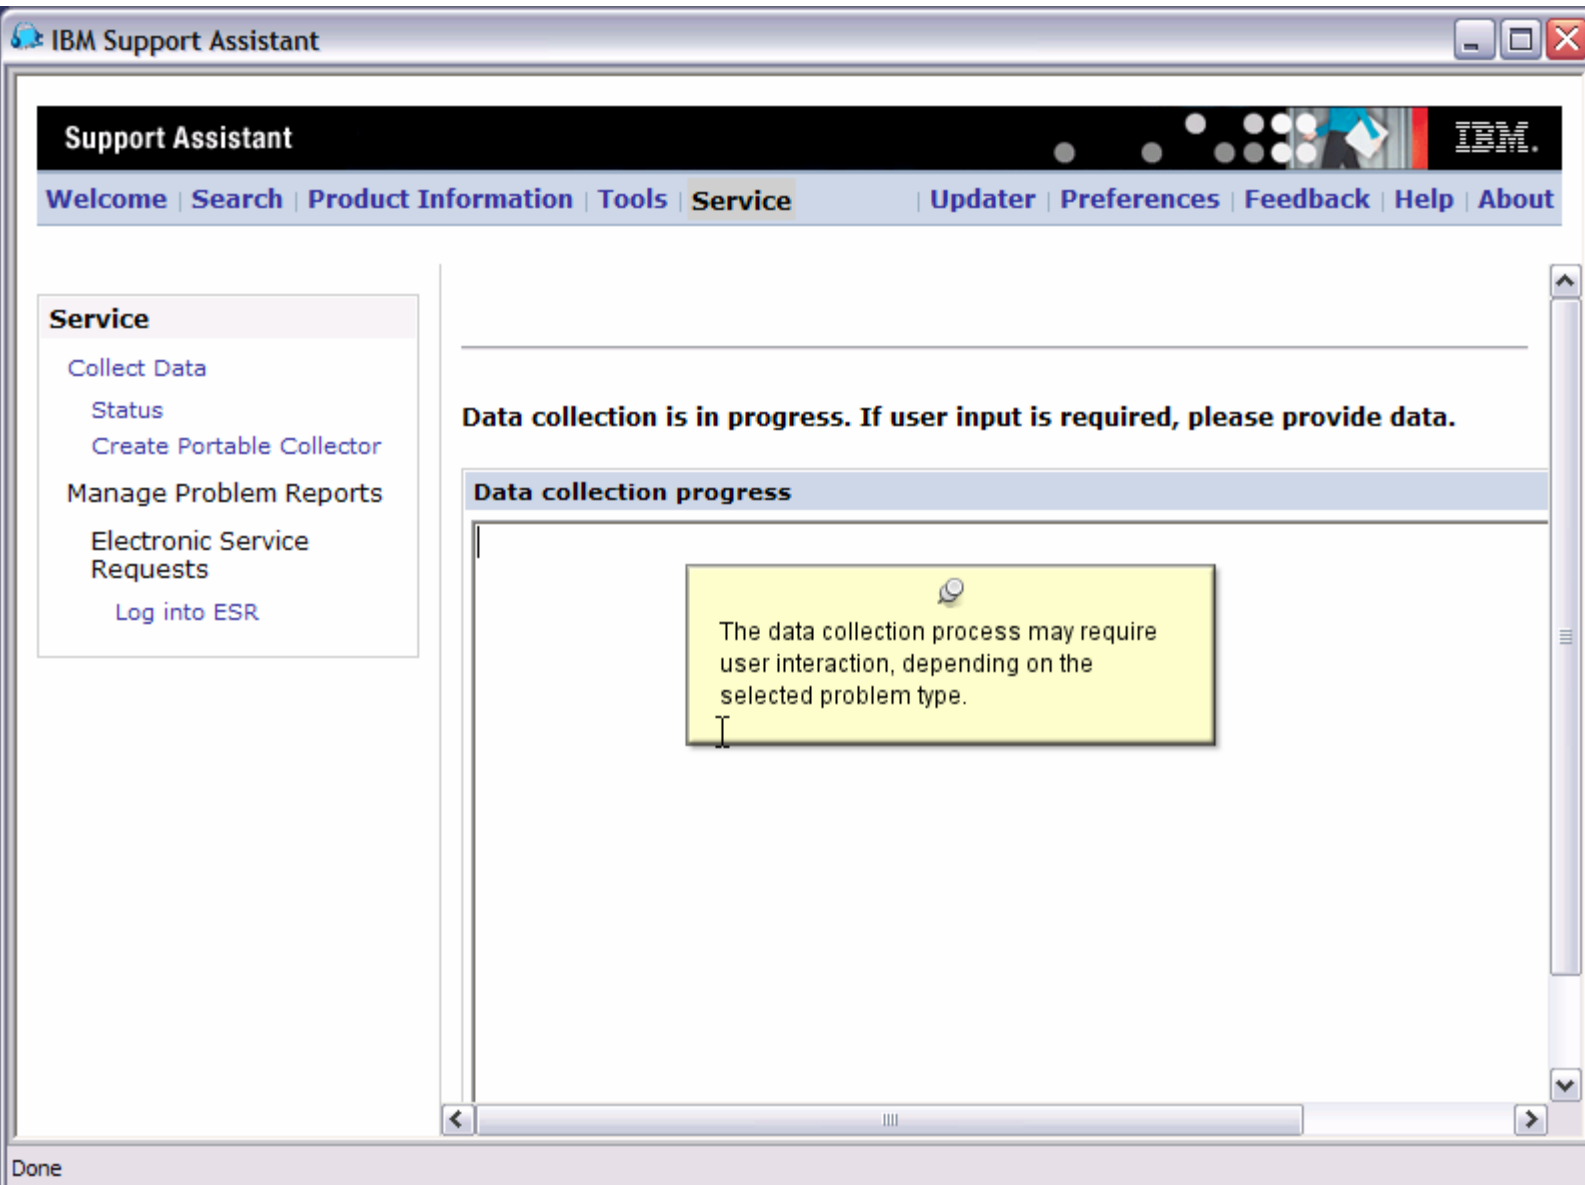 IBM Support Assistant
Support Assistant
IBM.
Welcome | Search | Product Information | Tools | Service | Updater | Preferences | Feedback | Help | About
Service
Collect Data
Status
Create Portable Collector
Manage Problem Reports
Electronic Service
Requests
Log into ESR
Data collection is in progress. If user input is required, please provide data.
Data collection progress
The data collection process may require
user interaction, depending on the
selected problem type.
Done